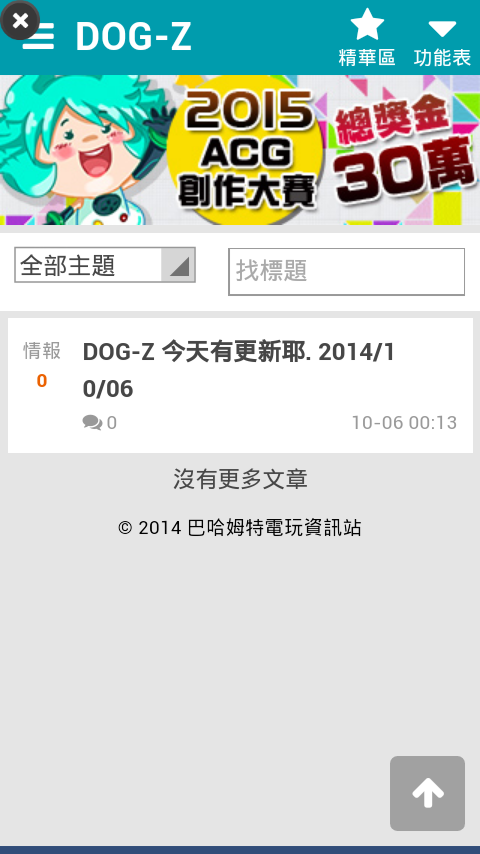 DOG-Z
精華區
功能表
2015
ACG
創作大賽
總獎金
30萬
全部主題
找標題
情報
0
DOG-Z 今天有更新耶. 2014/1
0/06
0
10-06 00:13
沒有更多文章
© 2014 巴哈姆特電玩資訊站